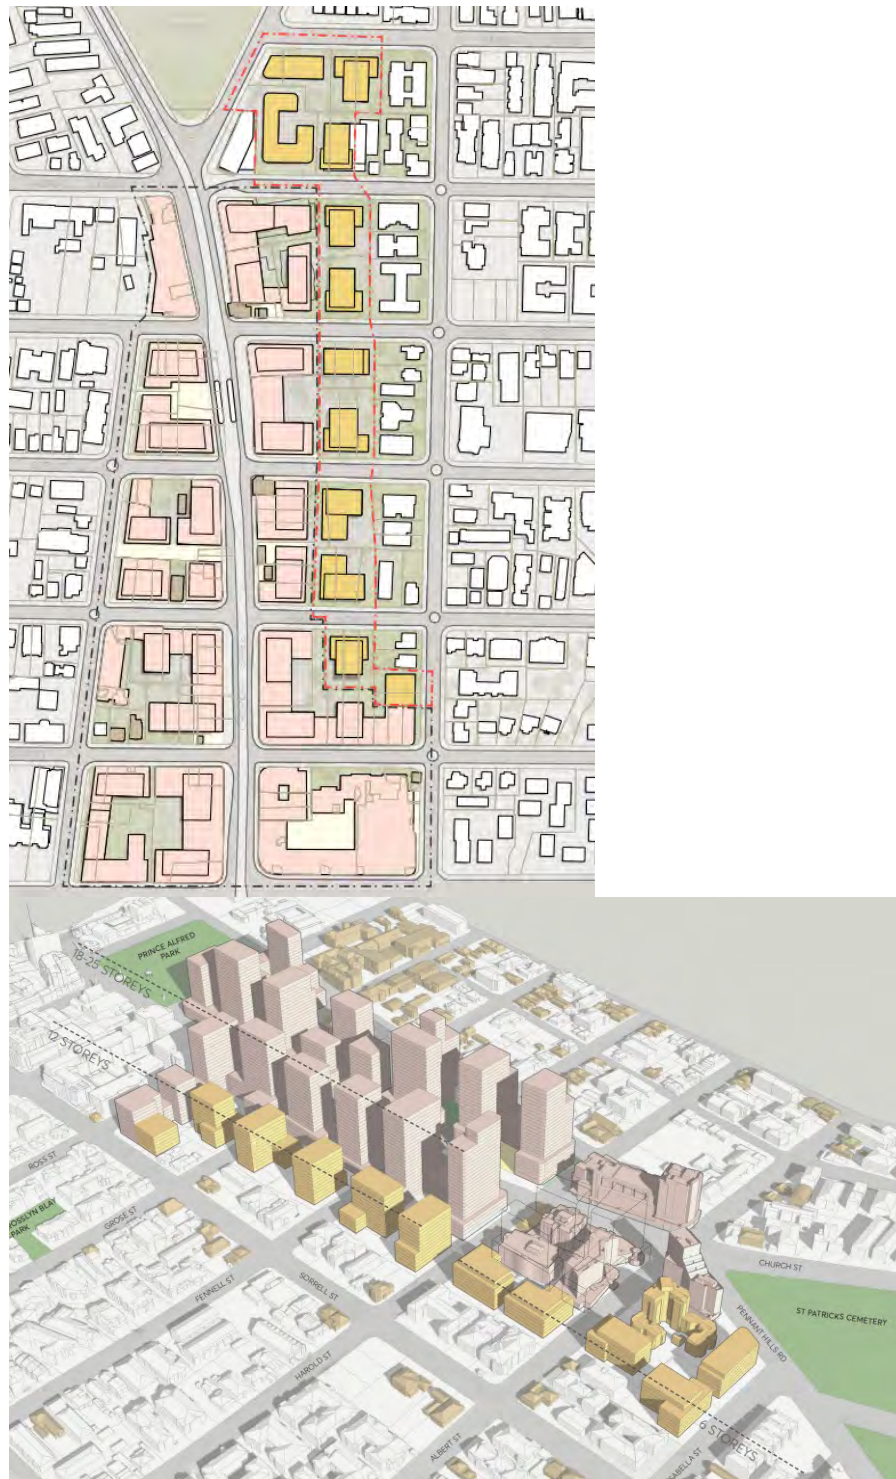 PRINCE ALFRED
PARK
18-25 STOREYS
12 STOREYS
ROSS ST
GROSE ST
FENNELL ST
SORRELL ST
HAROLD ST
ALBERT ST
6 STOREYS
CHURCH ST
PENNANT HILLS RD
ST PATRICKS CEMETERY
PARK